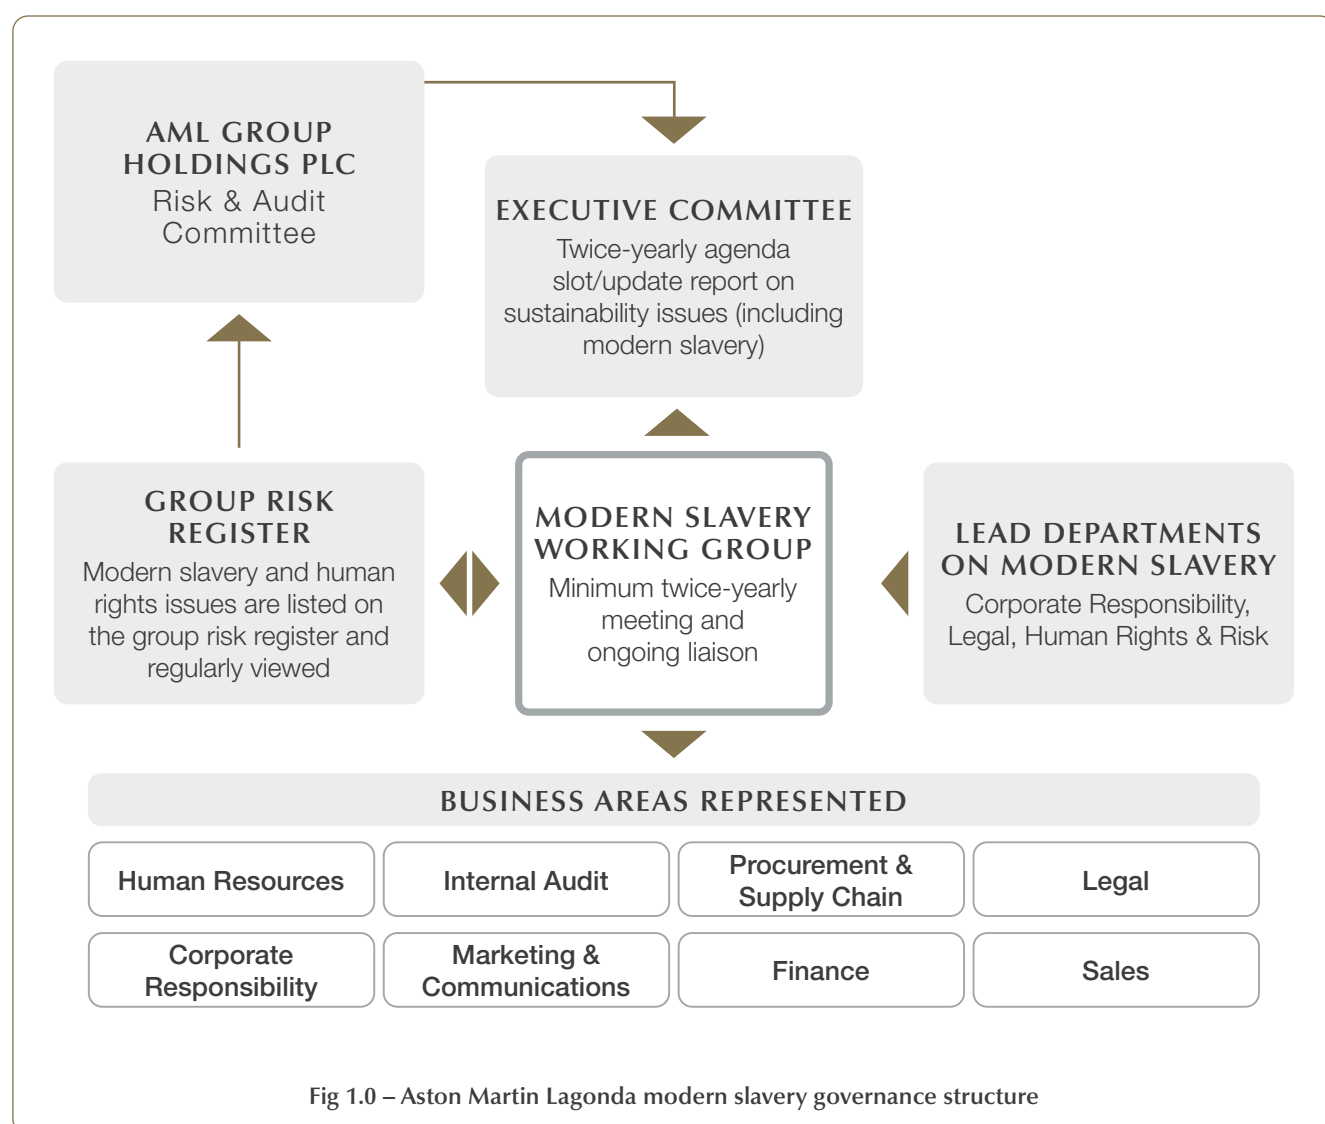 AML GROUP
HOLDINGS PLC
Risk & Audit
Committee
EXECUTIVE COMMITTEE
Twice-yearly agenda
slot/update report on
sustainability issues (including
modern slavery)
GROUP RISK
REGISTER
Modern slavery and human
rights issues are listed on
the group risk register and
regularly viewed
MODERN SLAVERY
WORKING GROUP
Minimum twice-yearly
meeting and
ongoing liaison
LEAD DEPARTMENTS
ON MODERN SLAVERY
Corporate Responsibility,
Legal, Human Rights & Risk
BUSINESS AREAS REPRESENTED
Human Resources
Internal Audit
Procurement &
Supply Chain
Legal
Corporate
Responsibility
Marketing &
Communications
Finance
Sales
Fig 1.0 – Aston Martin Lagonda modern slavery governance structure